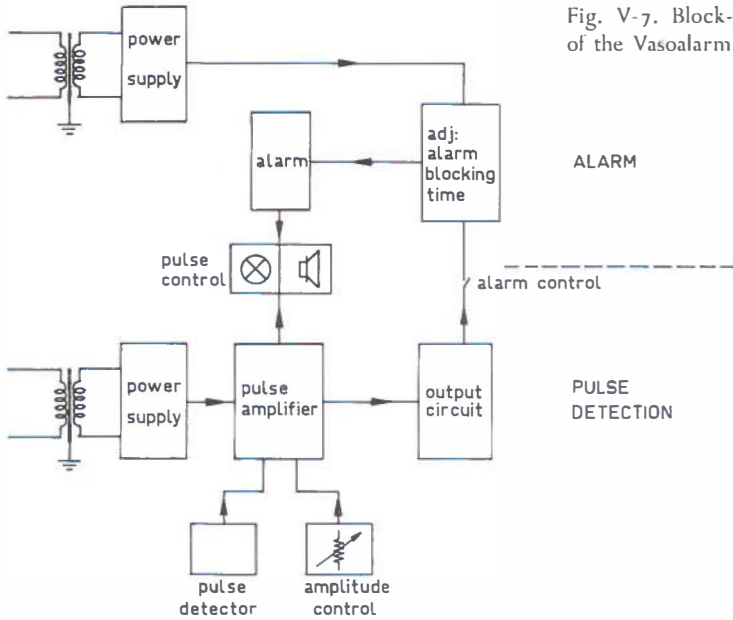 Fig. V-7. Block-
of the Vasoalarm
power
supply
adj:
alarm
blocking
time
alarm
ALARM
pulse
control
alarm control
power
supply
pulse
amplifier
output
circuit
PULSE
DETECTION
pulse
detector
amplitude
control